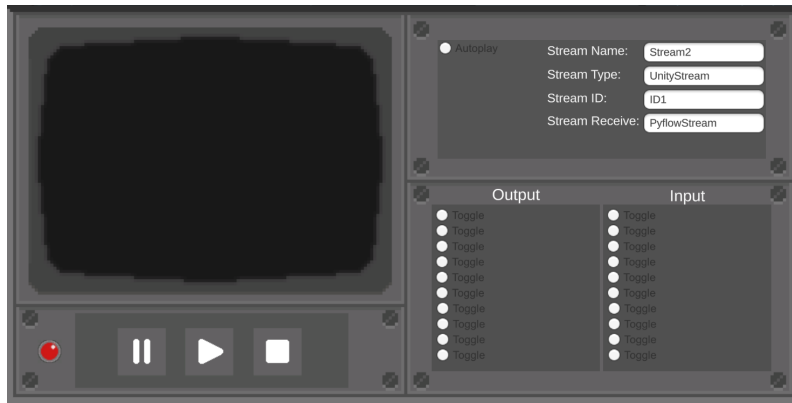 Autoplay
Stream Name: Stream2
Stream Type: UnityStream
Stream ID: ID1
Stream Receive: PyflowStream
Output Input
Toggle Toggle
Toggle Toggle
Toggle Toggle
Toggle Toggle
Toggle Toggle
Toggle Toggle
Toggle Toggle
Toggle Toggle
Toggle Toggle
Toggle Toggle